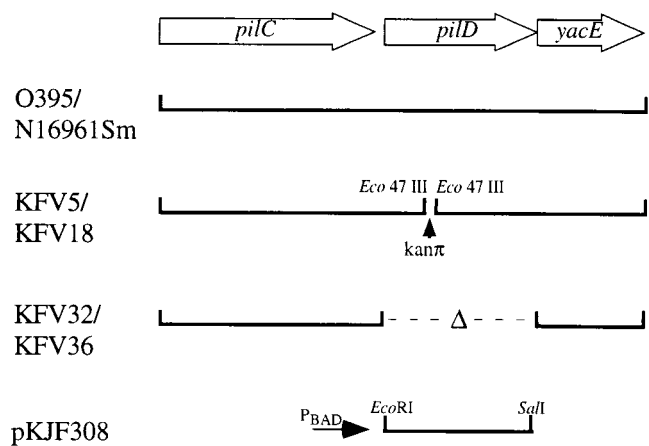 pilC pilD yacE
O395/
N16961Sm
Eco 47 III Eco 47 III
KFV5/
KFV18
kanπ
KFV32/
KFV36
Δ
PBAD EcoRI SalI
pKJF308